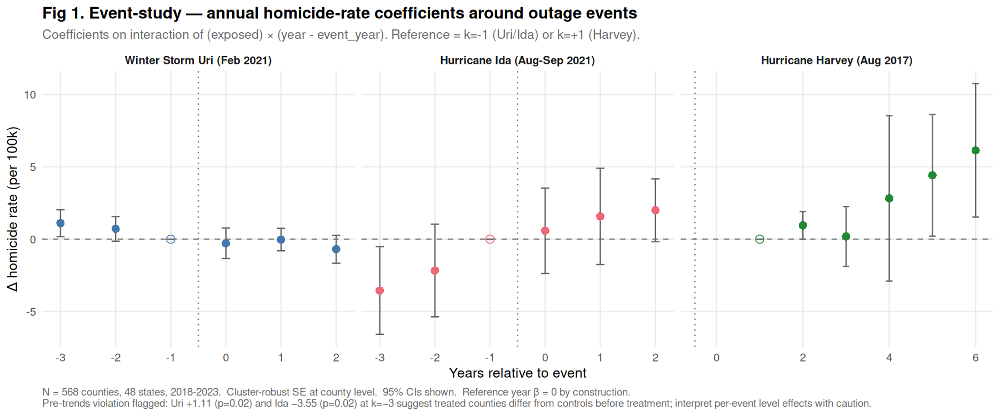 Fig 1. Event-study — annual homicide-rate coefficients around outage events
Coefficients on interaction of (exposed) × (year - event_year). Reference = k=-1 (Uri/Ida) or k=+1 (Harvey).
Winter Storm Uri (Feb 2021)
Hurricane Ida (Aug-Sep 2021)
Hurricane Harvey (Aug 2017)
Δ homicide rate (per 100k)
10
5
0
-5
-3 -2 -1 0 1 2
-3 -2 -1 0 1 2
0 2 4 6
Years relative to event
N = 568 counties, 48 states, 2018-2023.  Cluster-robust SE at county level.  95% CIs shown.  Reference year β = 0 by construction.
Pre-trends violation flagged: Uri +1.11 (p=0.02) and Ida −3.55 (p=0.02) at k=−3 suggest treated counties differ from controls before treatment; interpret per-event level effects with caution.